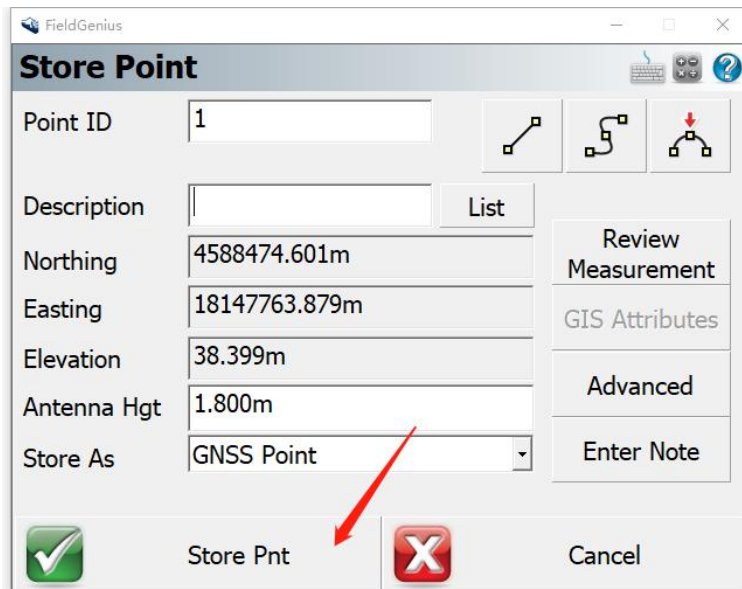 FieldGenius
Store Point
Point ID
1
Description
List
Northing
4588474.601m
Review Measurement
Easting
18147763.879m
GIS Attributes
Elevation
38.399m
Antenna Hgt
1.800m
Advanced
Store As
GNSS Point
Enter Note
Store Pnt
Cancel